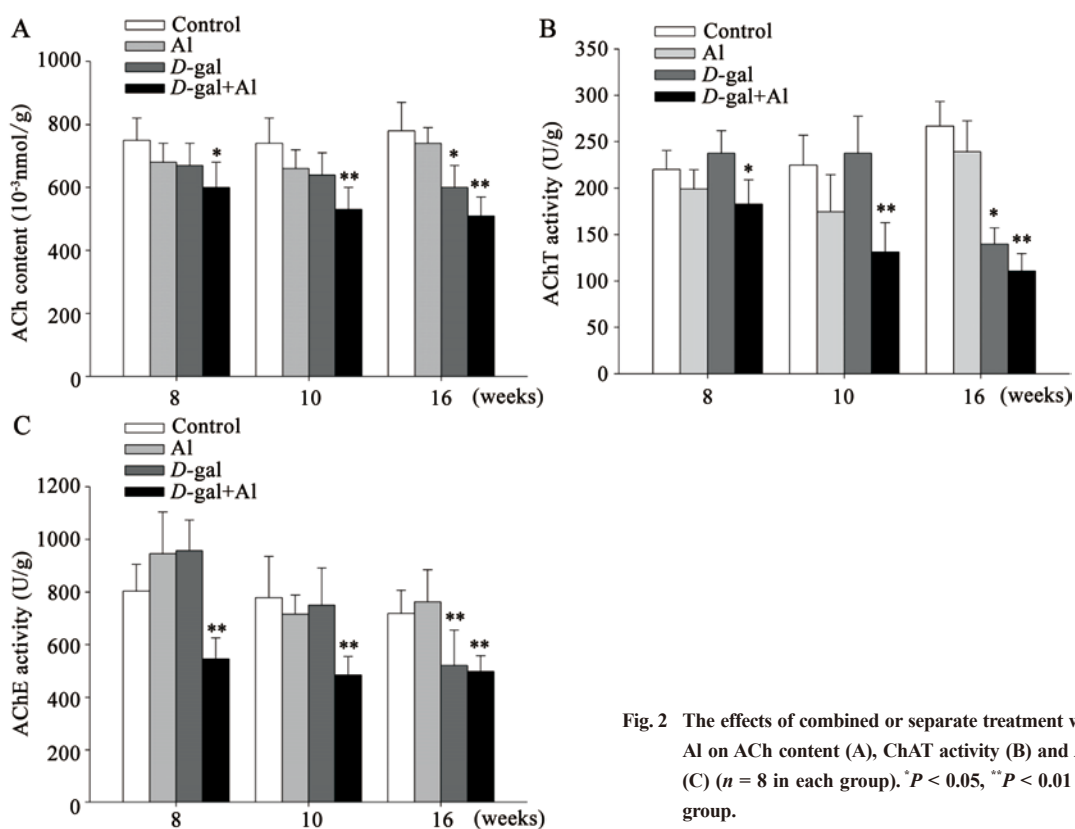 A
Control
Al
D-gal
D-gal+Al
ACh content (10⁻³nmol/g)
1000
800
600
400
200
0
*
**
*
**
8 10 16 (weeks)
B
Control
Al
D-gal
D-gal+Al
AChT activity (U/g)
350
300
250
200
150
100
50
0
*
**
*
**
8 10 16 (weeks)
C
Control
Al
D-gal
D-gal+Al
AChE activity (U/g)
1200
1000
800
600
400
200
0
**
**
**
**
8 10 16 (weeks)
Fig. 2 The effects of combined or separate treatment
Al on ACh content (A), ChAT activity (B) and
(C) (n = 8 in each group). *P < 0.05, **P < 0.01
group.